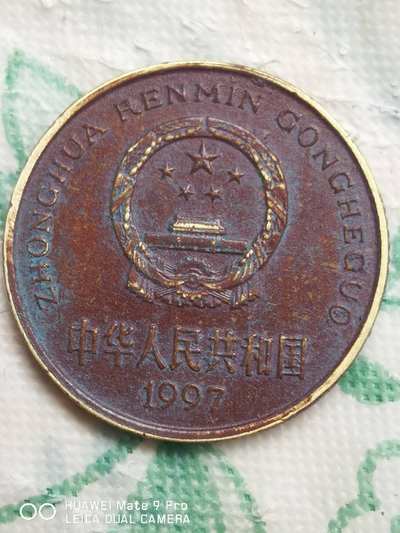 ZHONGHUA RENMIN GONGHEGUO
中华人民共和国
1997
HUAWEI Mate 9 Pro
LEICA DUAL CAMERA